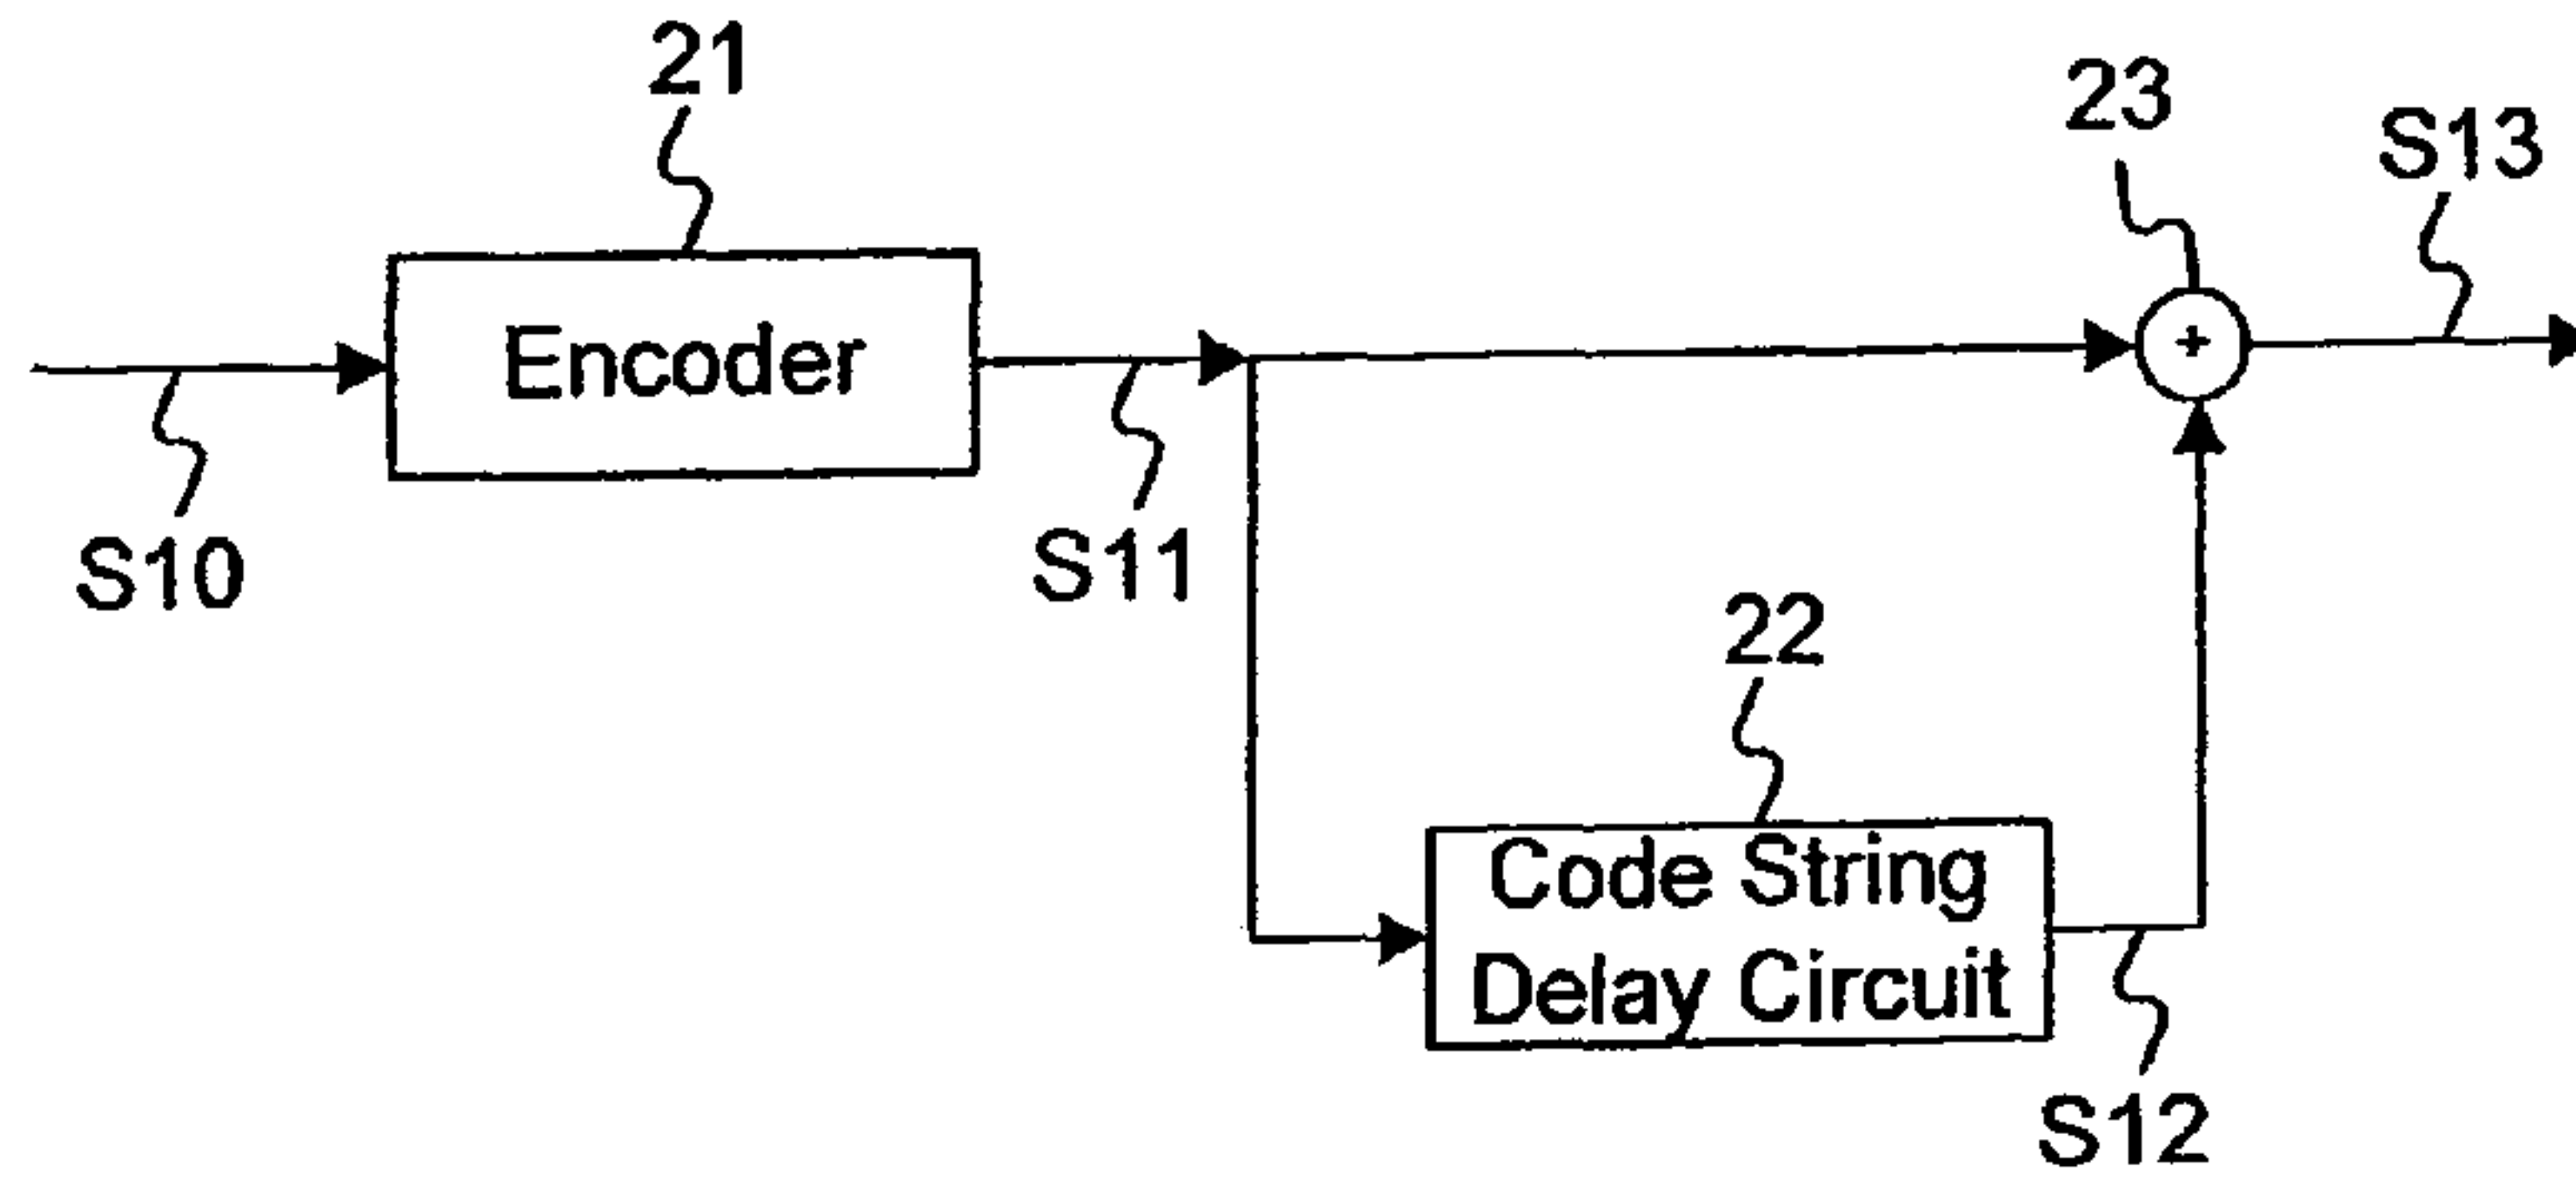 21
23
S13
Encoder
+
S10
S11
22
Code String
Delay Circuit
S12